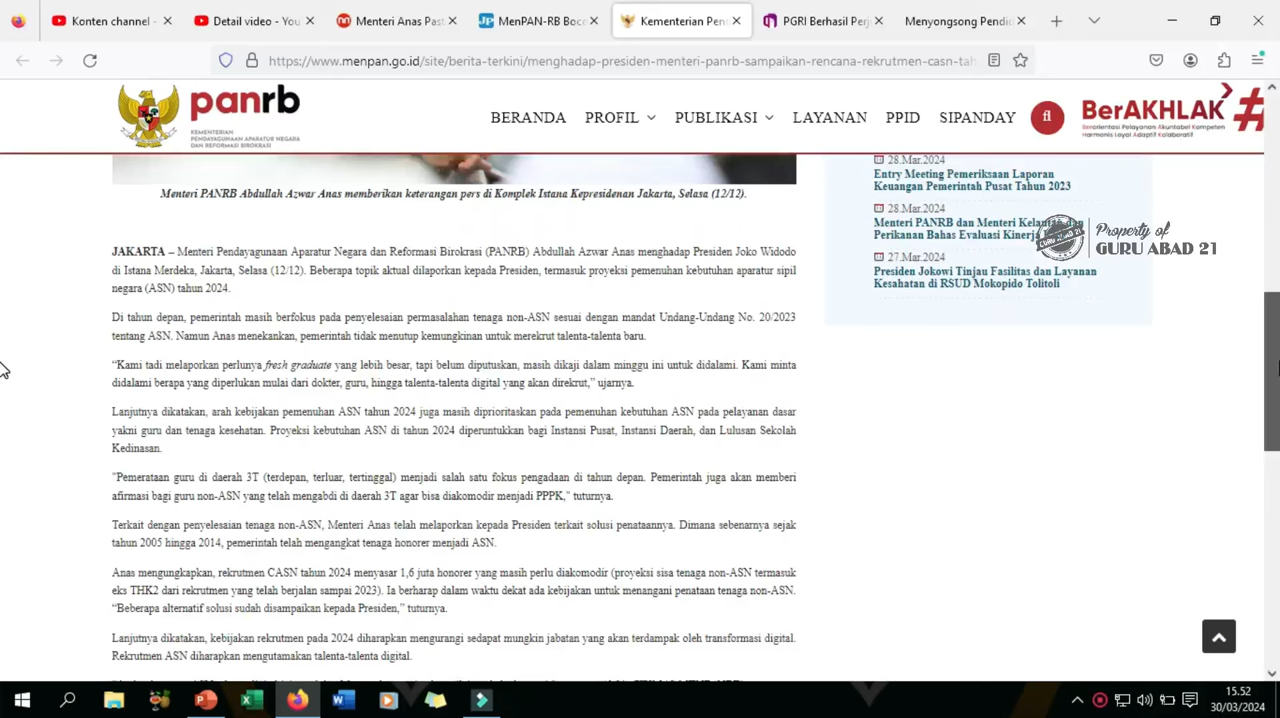 Konten channel -
Detail video - You
Menteri Anas Past
MenPAN-RB Boce
Kementerian Pen
PGRI Berhasil Perj
Menyongsong Pendid
https://www.menpan.go.id/site/berita-terkini/menghadap-presiden-menteri-panrb-sampaikan-rencana-rekrutmen-casn-tah
panrb
KEMENTERIAN
PENDAYAGUNAAN APARATUR NEGARA
DAN REFORMASI BIROKRASI
BERANDA PROFIL PUBLIKASI LAYANAN PPID SIPANDAY
BerAKHLAK #
Berorientasi Pelayanan Akuntabel Kompeten
Harmonis Loyal Adaptif Kolaboratif
Menteri PANRB Abdullah Azwar Anas memberikan keterangan pers di Komplek Istana Kepresidenan Jakarta, Selasa (12/12).
JAKARTA – Menteri Pendayagunaan Aparatur Negara dan Reformasi Birokrasi (PANRB) Abdullah Azwar Anas menghadap Presiden Joko Widodo
di Istana Merdeka, Jakarta, Selasa (12/12). Beberapa topik aktual dilaporkan kepada Presiden, termasuk proyeksi pemenuhan kebutuhan aparatur sipil
negara (ASN) tahun 2024.
Di tahun depan, pemerintah masih berfokus pada penyelesaian permasalahan tenaga non-ASN sesuai dengan mandat Undang-Undang No. 20/2023
tentang ASN. Namun Anas menekankan, pemerintah tidak menutup kemungkinan untuk merekrut talenta-talenta baru.
“Kami tadi melaporkan perlunya fresh graduate yang lebih besar, tapi belum diputuskan, masih dikaji dalam minggu ini untuk didalami. Kami minta
didalami berapa yang diperlukan mulai dari dokter, guru, hingga talenta-talenta digital yang akan direkrut,” ujarnya.
Lanjutnya dikatakan, arah kebijakan pemenuhan ASN tahun 2024 juga masih diprioritaskan pada pemenuhan kebutuhan ASN pada pelayanan dasar
yakni guru dan tenaga kesehatan. Proyeksi kebutuhan ASN di tahun 2024 diperuntukkan bagi Instansi Pusat, Instansi Daerah, dan Lulusan Sekolah
Kedinasan.
"Pemerataan guru di daerah 3T (terdepan, terluar, tertinggal) menjadi salah satu fokus pengadaan di tahun depan. Pemerintah juga akan memberi
afirmasi bagi guru non-ASN yang telah mengabdi di daerah 3T agar bisa diakomodir menjadi PPPK,” tuturnya.
Terkait dengan penyelesaian tenaga non-ASN, Menteri Anas telah melaporkan kepada Presiden terkait solusi penataannya. Dimana sebenarnya sejak
tahun 2005 hingga 2014, pemerintah telah mengangkat tenaga honorer menjadi ASN.
Anas mengungkapkan, rekrutmen CASN tahun 2024 menyasar 1,6 juta honorer yang masih perlu diakomodir (proyeksi sisa tenaga non-ASN termasuk
eks THK2 dari rekrutmen yang telah berjalan sampai 2023). Ia berharap dalam waktu dekat ada kebijakan untuk menangani penataan tenaga non-ASN.
“Beberapa alternatif solusi sudah disampaikan kepada Presiden,” tuturnya.
Lanjutnya dikatakan, kebijakan rekrutmen pada 2024 diharapkan mengurangi sedapat mungkin jabatan yang akan terdampak oleh transformasi digital.
Rekrutmen ASN diharapkan mengutamakan talenta-talenta digital.
28.Mar.2024
Entry Meeting Pemeriksaan Laporan
Keuangan Pemerintah Pusat Tahun 2023
28.Mar.2024
Menteri PANRB dan Menteri Kelautan dan
Perikanan Bahas Evaluasi Kinerja
27.Mar.2024
Presiden Jokowi Tinjau Fasilitas dan Layanan
Kesahatan di RSUD Mokopido Tolitoli
GURU ABAD 21
Property of
GURU ABAD 21
15.52
30/03/2024